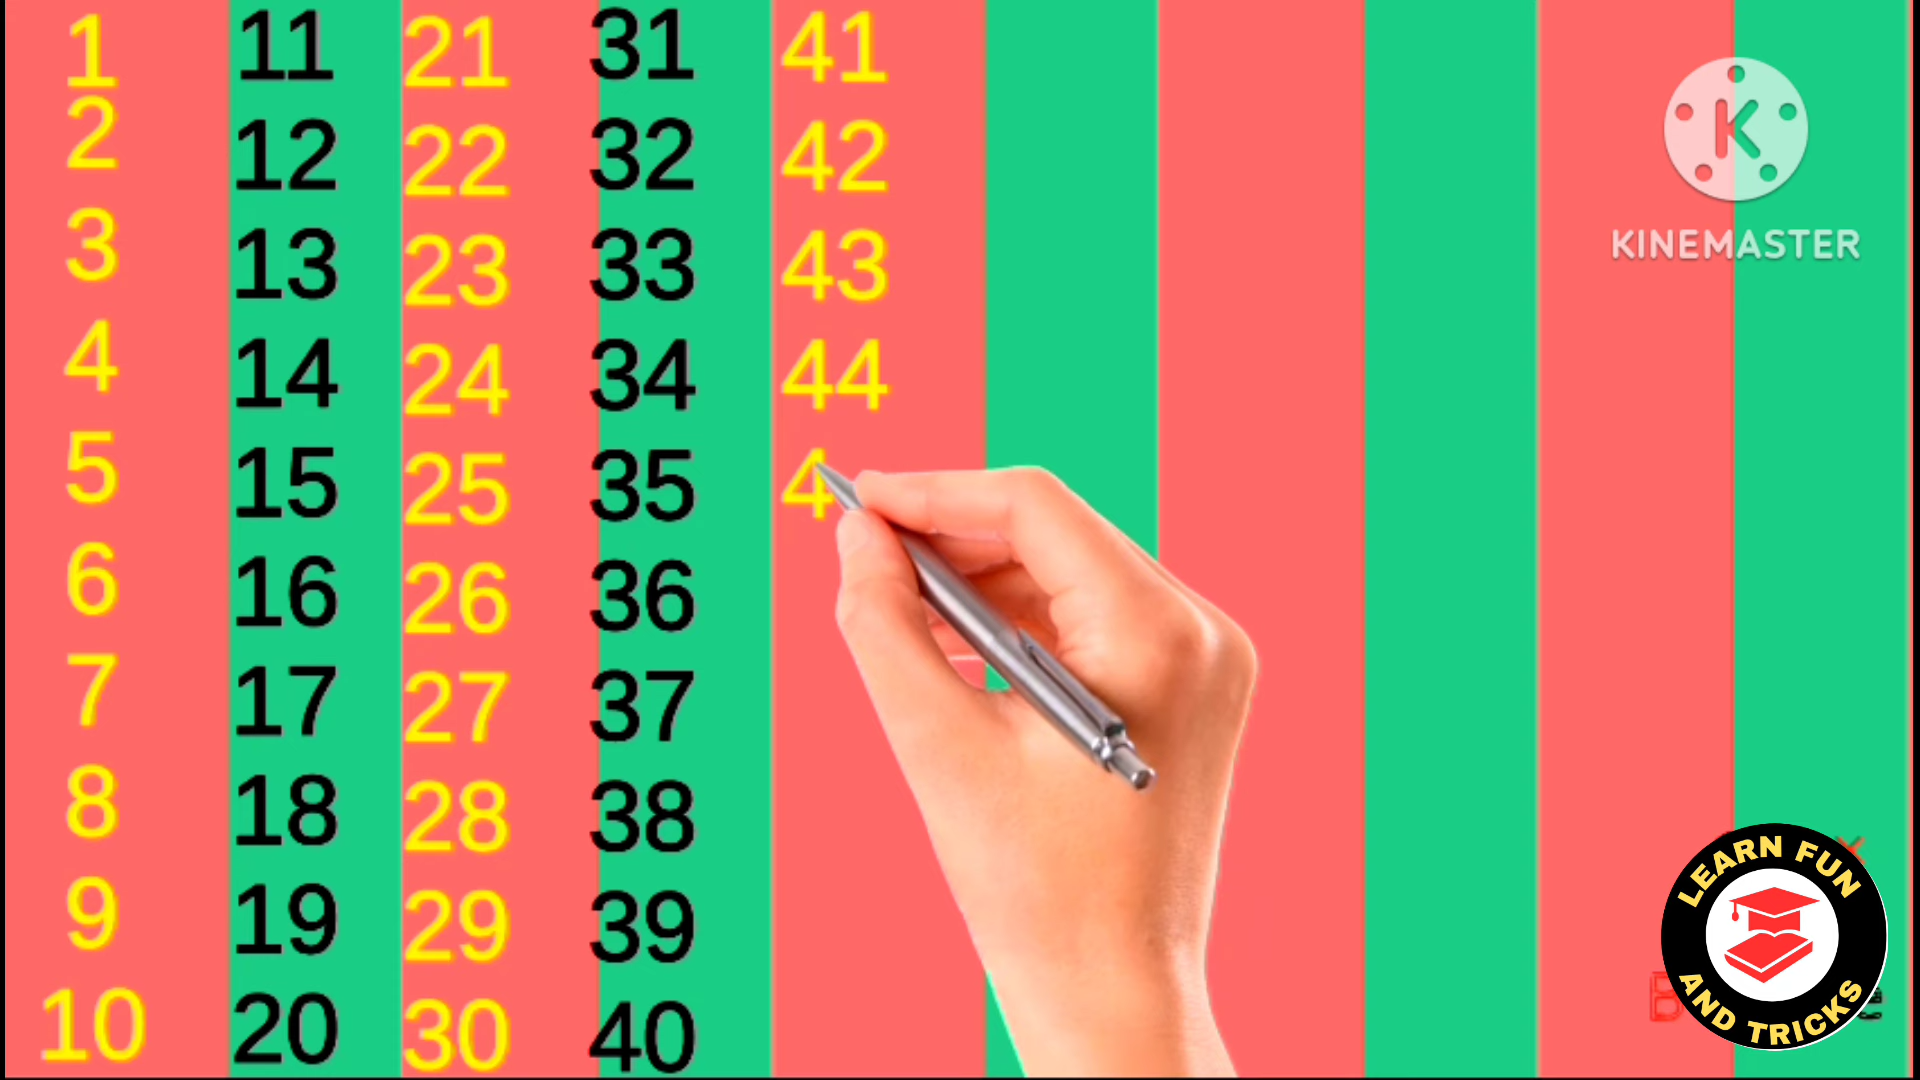 1 11 21 31 41
2 12 22 32 42
3 13 23 33 43
4 14 24 34 44
5 15 25 35 4
6 16 26 36
7 17 27 37
8 18 28 38
9 19 29 39
10 20 30 40
K
KINEMASTER
LEARN FUN
AND TRICKS